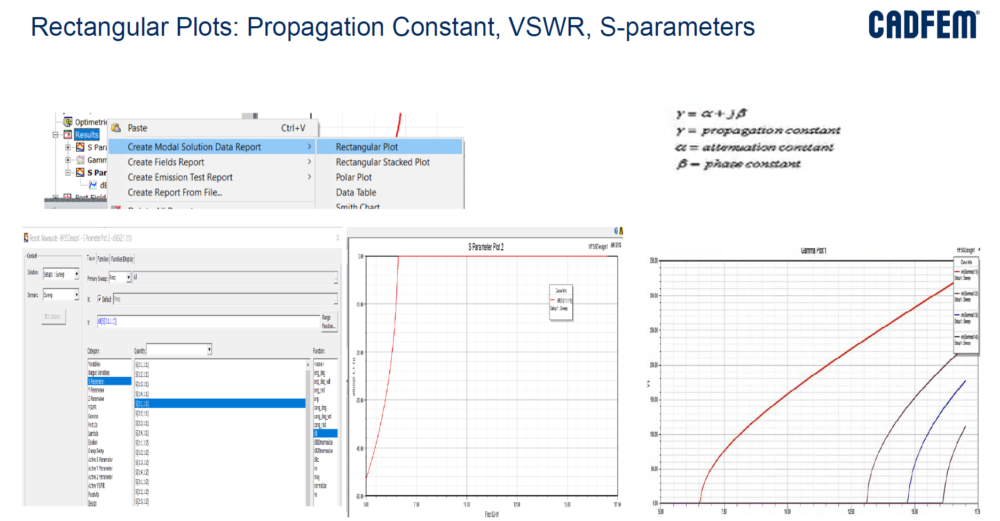 Rectangular Plots: Propagation Constant, VSWR, S-parameters
CADFEM®
Optimetri
Results
S Para
Gamm
S Par
dB
Port Field
Paste Ctrl+V
Create Modal Solution Data Report
Create Fields Report
Create Emission Test Report
Create Report From File...
Rectangular Plot
Rectangular Stacked Plot
Polar Plot
Data Table
Smith Chart
γ = α + jβ
γ = propagation constant
α = attenuation constant
β = phase constant
Report: Waveguide - HFSSDesign1 - S Parameter Plot 2 - dB(S(2:1,1:1))
Context
Solution: Setup1 : Sweep
Domain: Sweep
TDR Options...
Trace Families Families Display
Primary Sweep: Freq All
X: Default Freq
Y: dB(S(2:1,1:1))
Range
Function...
Category:
Variables
Output Variables
S Parameter
Y Parameter
Z Parameter
VSWR
Gamma
Port Zo
Lambda
Epsilon
Group Delay
Active S Parameter
Active Y Parameter
Active Z Parameter
Active VSWR
Passivity
Design
Quantity:
S(1:1,1:1)
S(1:2,1:1)
S(1:3,1:1)
S(1:4,1:1)
S(2:1,1:1)
S(2:2,1:1)
S(2:3,1:1)
S(2:4,1:1)
S(1:1,1:2)
S(1:2,1:2)
S(1:3,1:2)
S(1:4,1:2)
S(2:1,1:2)
S(2:2,1:2)
S(2:3,1:2)
Function:
<none>
ang_deg
ang_deg_val
ang_rad
arg
cang_deg
cang_deg_val
cang_rad
dB
dB10normalize
dB20normalize
dBc
im
mag
normalize
re
S Parameter Plot 2
HFSSDesign1 ANSYS
Curve Info
dB(S(2:1,1:1))
Setup1 : Sweep
dB(S(2:1,1:1))
0.00
-10.00
-20.00
-30.00
-40.00
-50.00
5.00 7.50 10.00 12.50 15.00 17.50
Freq [GHz]
Gamma Plot 1
HFSSDesign1
Curve Info
im(Gamma(1:1))
Setup1 : Sweep
im(Gamma(1:2))
Setup1 : Sweep
im(Gamma(1:3))
Setup1 : Sweep
im(Gamma(1:4))
Setup1 : Sweep
Y1
350.00
300.00
250.00
200.00
150.00
100.00
50.00
0.00
5.00 7.50 10.00 12.50 15.00 17.5